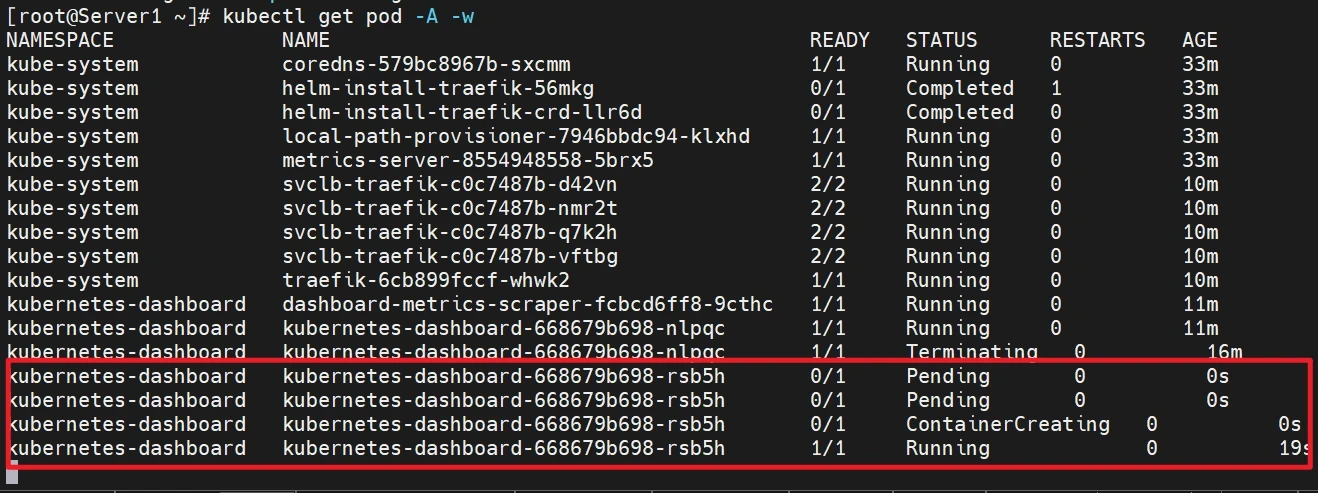 [root@Server1 ~]# kubectl get pod -A -w
NAMESPACE NAME READY STATUS RESTARTS AGE
kube-system coredns-579bc8967b-sxcmm 1/1 Running 0 33m
kube-system helm-install-traefik-56mkg 0/1 Completed 1 33m
kube-system helm-install-traefik-crd-llr6d 0/1 Completed 0 33m
kube-system local-path-provisioner-7946bbdc94-klxhd 1/1 Running 0 33m
kube-system metrics-server-8554948558-5brx5 1/1 Running 0 33m
kube-system svclb-traefik-c0c7487b-d42vn 2/2 Running 0 10m
kube-system svclb-traefik-c0c7487b-nmr2t 2/2 Running 0 10m
kube-system svclb-traefik-c0c7487b-q7k2h 2/2 Running 0 10m
kube-system svclb-traefik-c0c7487b-vftbg 2/2 Running 0 10m
kube-system traefik-6cb899fccf-whwk2 1/1 Running 0 10m
kubernetes-dashboard dashboard-metrics-scraper-fcbcd6ff8-9cthc 1/1 Running 0 11m
kubernetes-dashboard kubernetes-dashboard-668679b698-nlpqc 1/1 Running 0 11m
kubernetes-dashboard kubernetes-dashboard-668679b698-nlpqc 1/1 Terminating 0 16m
kubernetes-dashboard kubernetes-dashboard-668679b698-rsb5h 0/1 Pending 0 0s
kubernetes-dashboard kubernetes-dashboard-668679b698-rsb5h 0/1 Pending 0 0s
kubernetes-dashboard kubernetes-dashboard-668679b698-rsb5h 0/1 ContainerCreating 0 0s
kubernetes-dashboard kubernetes-dashboard-668679b698-rsb5h 1/1 Running 0 19s